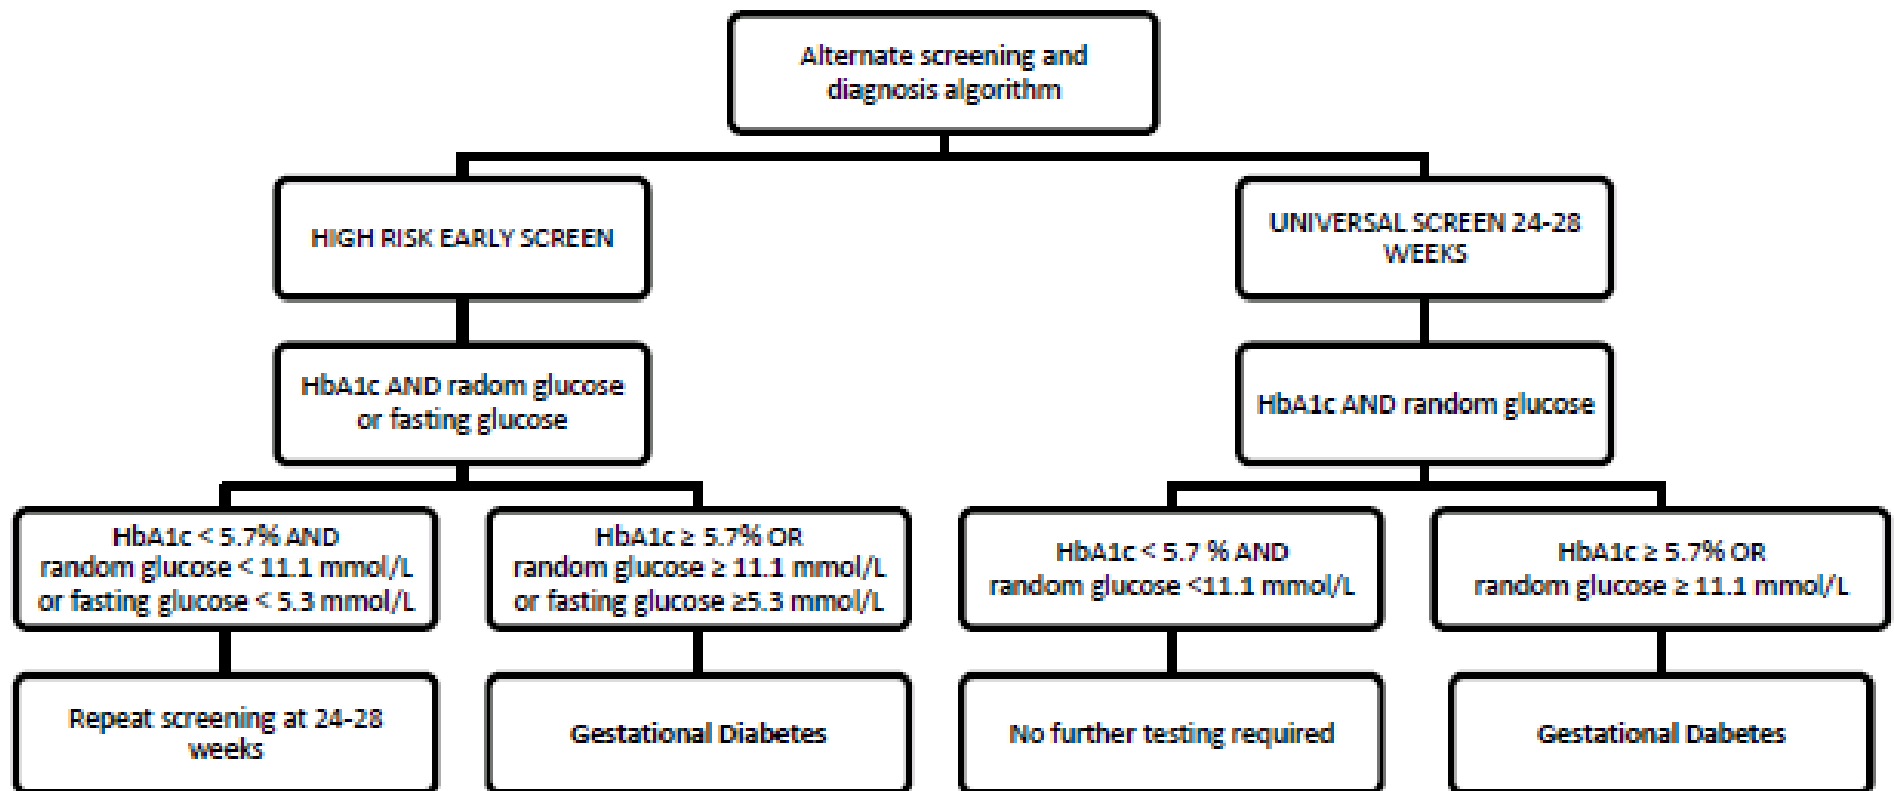 Alternate screening and
diagnosis algorithm
HIGH RISK EARLY SCREEN
UNIVERSAL SCREEN 24-28
WEEKS
HbA1c AND radom glucose
or fasting glucose
HbA1c AND random glucose
HbA1c < 5.7% AND
random glucose < 11.1 mmol/L
or fasting glucose < 5.3 mmol/L
HbA1c ≥ 5.7% OR
random glucose ≥ 11.1 mmol/L
or fasting glucose ≥5.3 mmol/L
HbA1c < 5.7 % AND
random glucose <11.1 mmol/L
HbA1c ≥ 5.7% OR
random glucose ≥ 11.1 mmol/L
Repeat screening at 24-28
weeks
Gestational Diabetes
No further testing required
Gestational Dabetes